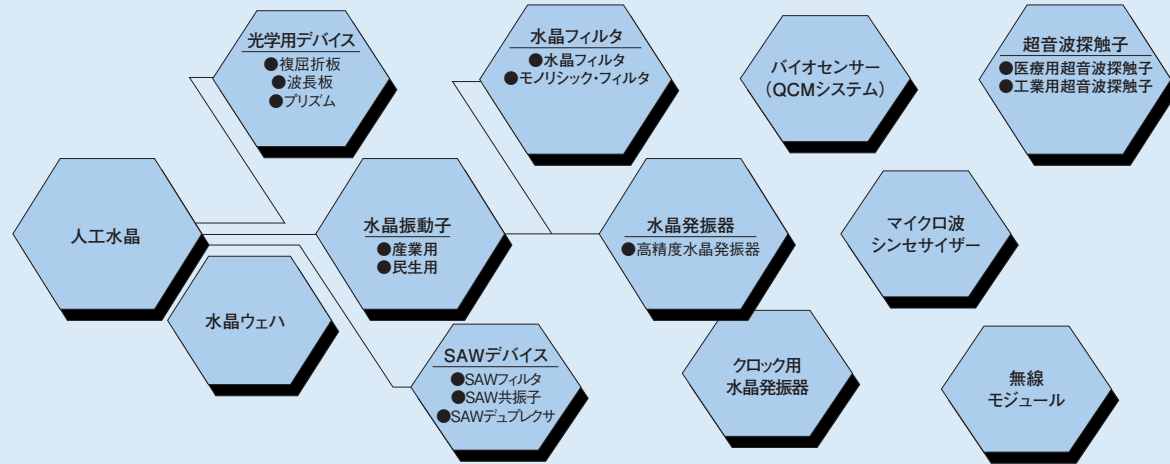 光学用デバイス
●複屈折板
●波長板
●プリズム
水晶フィルタ
●水晶フィルタ
●モノリシック・フィルタ
バイオセンサー
（QCMシステム）
超音波探触子
●医療用超音波探触子
●工業用超音波探触子
人工水晶
水晶振動子
●産業用
●民生用
水晶発振器
●高精度水晶発振器
マイクロ波
シンセサイザー
水晶ウェハ
SAWデバイス
●SAWフィルタ
●SAW共振子
●SAWデュプレクサ
クロック用
水晶発振器
無線
モジュール